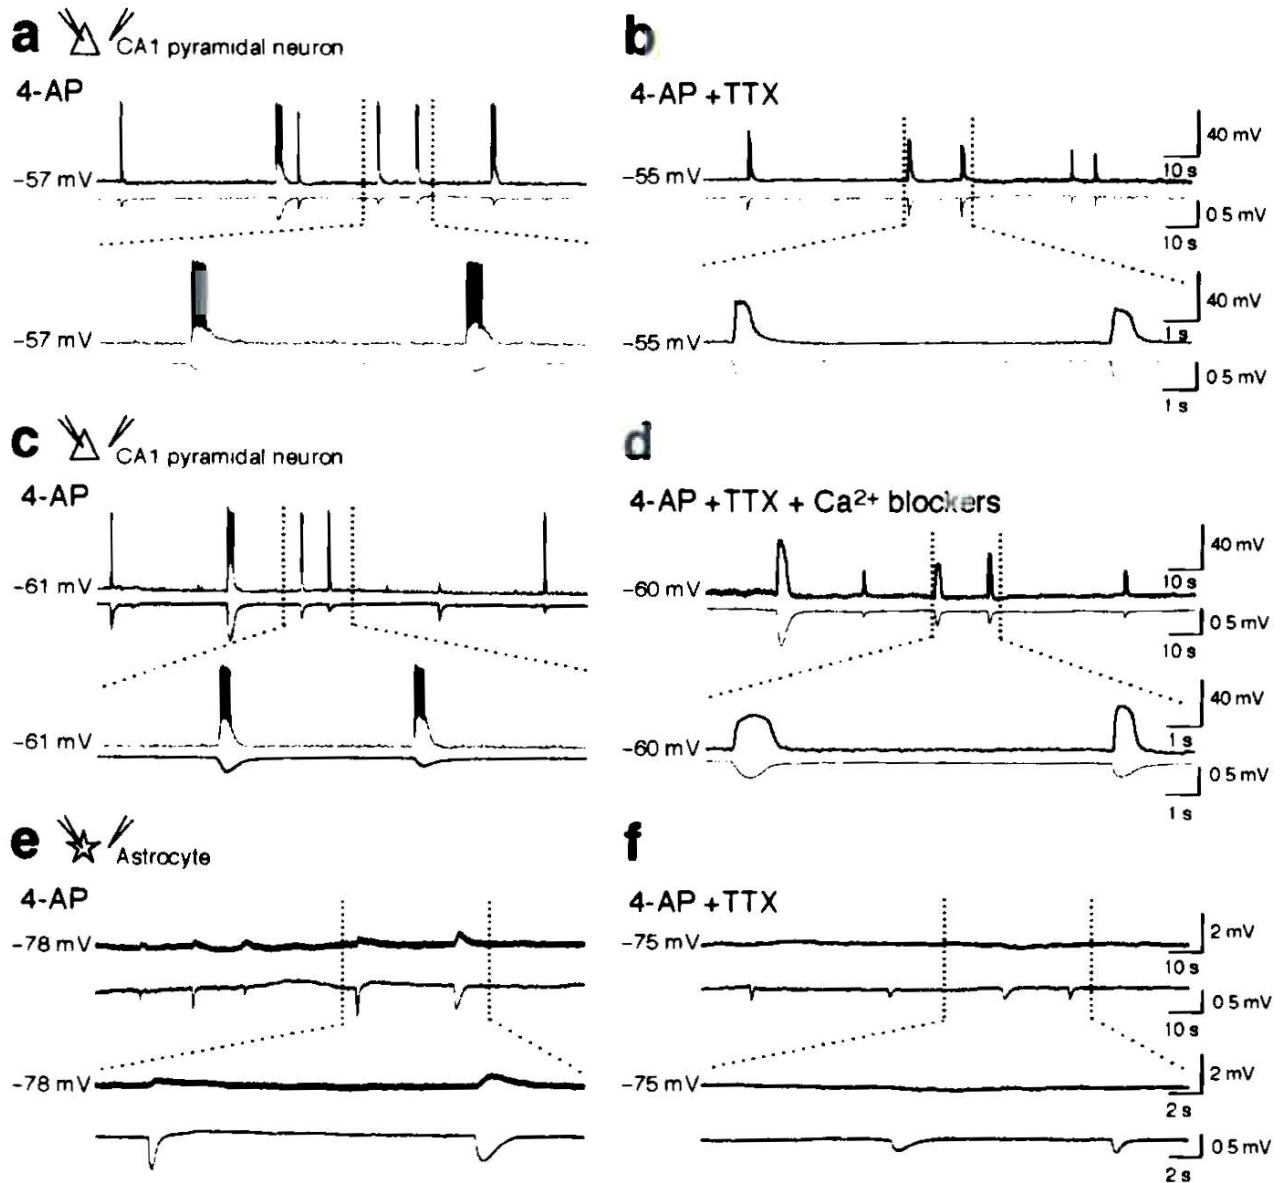 a
CA1 pyramidal neuron
4-AP
-57 mV
-57 mV
b
4-AP +TTX
-55 mV
40 mV
10 s
0 5 mV
10 s
-55 mV
40 mV
1 s
0 5 mV
1 s
c
CA1 pyramidal neuron
4-AP
-61 mV
-61 mV
d
4-AP +TTX + Ca2+ blockers
-60 mV
40 mV
10 s
0 5 mV
10 s
-60 mV
40 mV
1 s
0 5 mV
1 s
e
Astrocyte
4-AP
-78 mV
-78 mV
f
4-AP +TTX
-75 mV
2 mV
10 s
0 5 mV
10 s
-75 mV
2 mV
2 s
0 5 mV
2 s